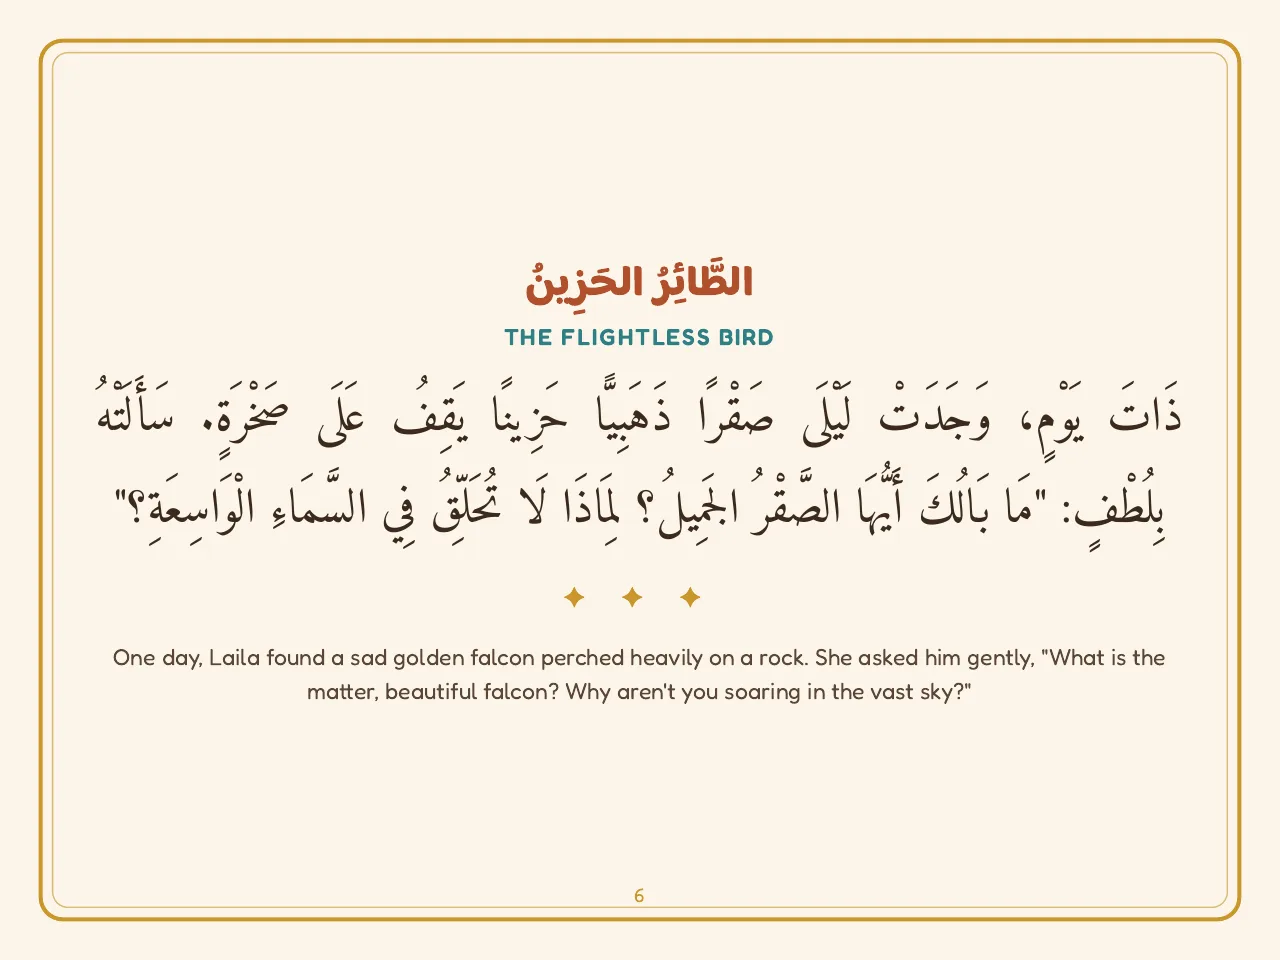 الطَّائِرُ الحَزِينُ
THE FLIGHTLESS BIRD
ذَاتَ يَوْمٍ، وَجَدَتْ لَيْلَى صَقْرًا ذَهَبِيًّا حَزِينًا يَقِفُ عَلَى صَخْرَةٍ. سَأَلَتْهُ
بِلُطْفٍ: "مَا بَالُكَ أَيُّهَا الصَّقْرُ الجَمِيلُ؟ لِمَاذَا لَا تُحَلِّقُ فِي السَّمَاءِ الْوَاسِعَةِ؟"
✦ ✦ ✦
One day, Laila found a sad golden falcon perched heavily on a rock. She asked him gently, "What is the
matter, beautiful falcon? Why aren't you soaring in the vast sky?"
6